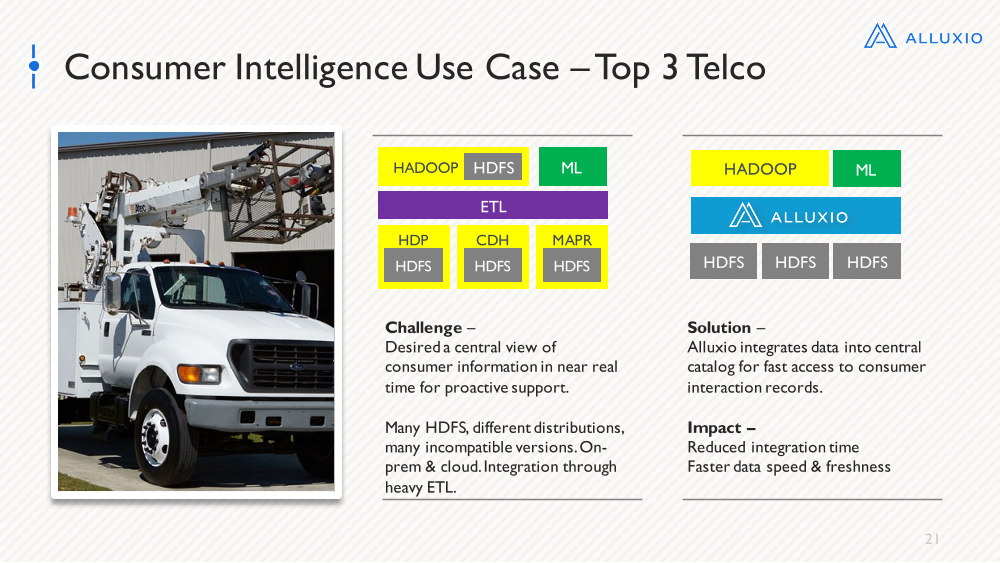 ALLUXIO
Consumer Intelligence Use Case – Top 3 Telco
HADOOP HDFS ML
ETL
HDP CDH MAPR
HDFS HDFS HDFS
Challenge –
Desired a central view of
consumer information in near real
time for proactive support.
Many HDFS, different distributions,
many incompatible versions. On-
prem & cloud. Integration through
heavy ETL.
HADOOP ML
ALLUXIO
HDFS HDFS HDFS
Solution –
Alluxio integrates data into central
catalog for fast access to consumer
interaction records.
Impact –
Reduced integration time
Faster data speed & freshness
21